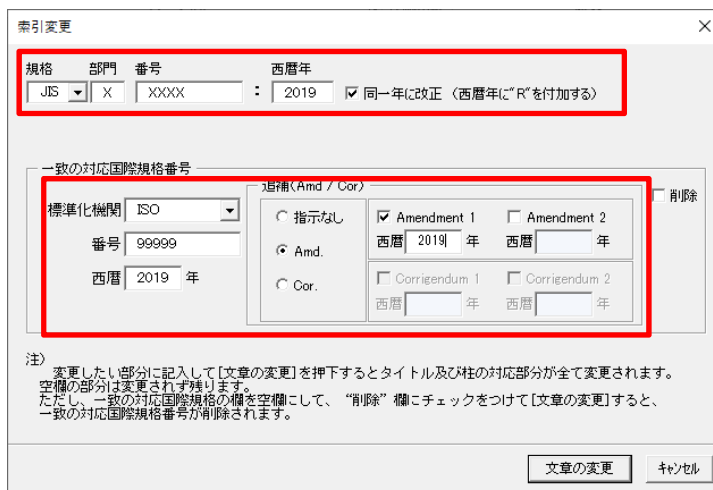 索引変更
規格 部門 番号 西暦年
JIS X XXXX : 2019 同一年に改正 (西暦年に"R"を付加する)
一致の対応国際規格番号
追補(Amd / Cor)
標準化機関 ISO
番号 99999
西暦 2019 年
指示なし
Amd.
Cor.
Amendment 1 Amendment 2
西暦 2019 年 西暦 年
Corrigendum 1 Corrigendum 2
西暦 年 西暦 年
削除
注)
変更したい部分に記入して[文章の変更]を押下するとタイトル及び柱の対応部分が全て変更されます。
空欄の部分は変更されず残ります。
ただし、一致の対応国際規格の欄を空欄にして、“削除”欄にチェックをつけて[文章の変更]すると、
一致の対応国際規格番号が削除されます。
文章の変更 キャンセル